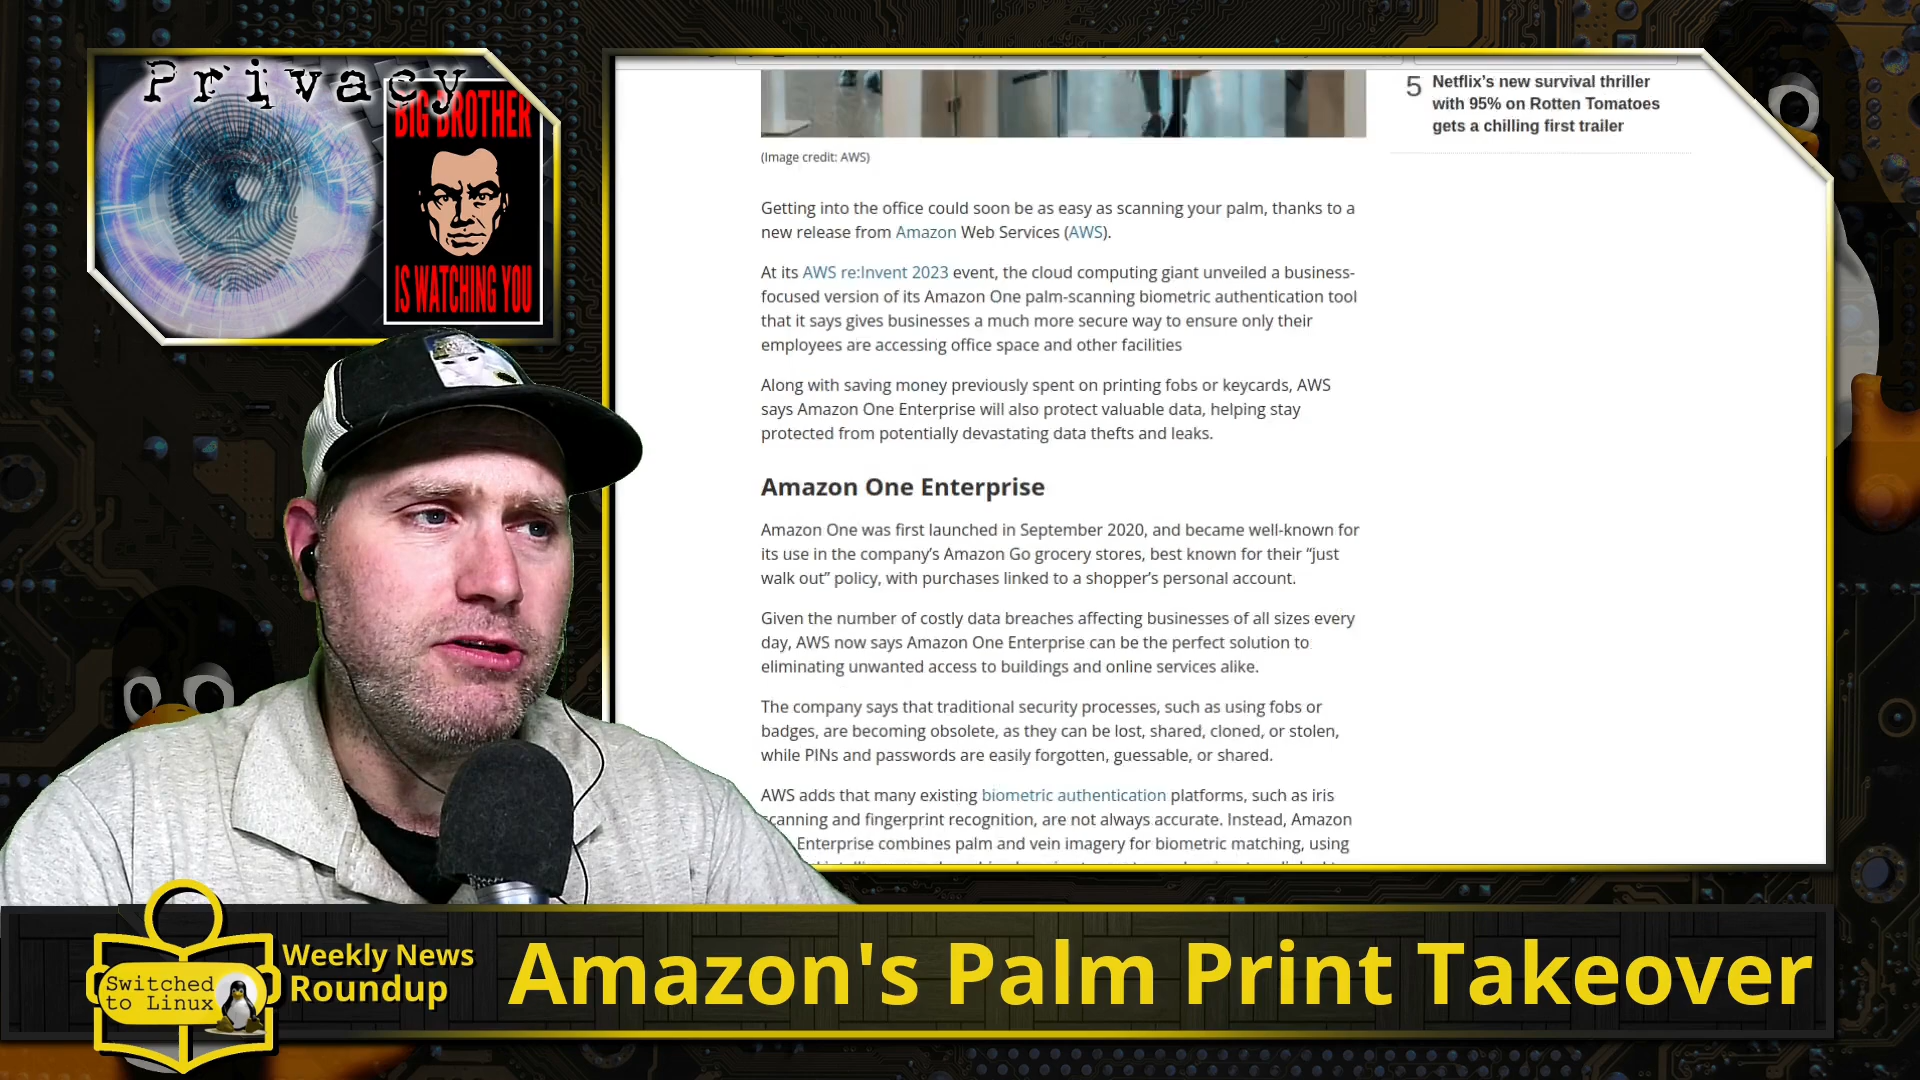 Privacy
BIG BROTHER
IS WATCHING YOU
5 Netflix's new survival thriller
with 95% on Rotten Tomatoes
gets a chilling first trailer
(Image credit: AWS)
Getting into the office could soon be as easy as scanning your palm, thanks to a
new release from Amazon Web Services (AWS).
At its AWS re:Invent 2023 event, the cloud computing giant unveiled a business-
focused version of its Amazon One palm-scanning biometric authentication tool
that it says gives businesses a much more secure way to ensure only their
employees are accessing office space and other facilities
Along with saving money previously spent on printing fobs or keycards, AWS
says Amazon One Enterprise will also protect valuable data, helping stay
protected from potentially devastating data thefts and leaks.
Amazon One Enterprise
Amazon One was first launched in September 2020, and became well-known for
its use in the company’s Amazon Go grocery stores, best known for their “just
walk out” policy, with purchases linked to a shopper’s personal account.
Given the number of costly data breaches affecting businesses of all sizes every
day, AWS now says Amazon One Enterprise can be the perfect solution to
eliminating unwanted access to buildings and online services alike.
The company says that traditional security processes, such as using fobs or
badges, are becoming obsolete, as they can be lost, shared, cloned, or stolen,
while PINs and passwords are easily forgotten, guessable, or shared.
AWS adds that many existing biometric authentication platforms, such as iris
scanning and fingerprint recognition, are not always accurate. Instead, Amazon
Enterprise combines palm and vein imagery for biometric matching, using
Switched
to Linux
Weekly News
Roundup
Amazon's Palm Print Takeover